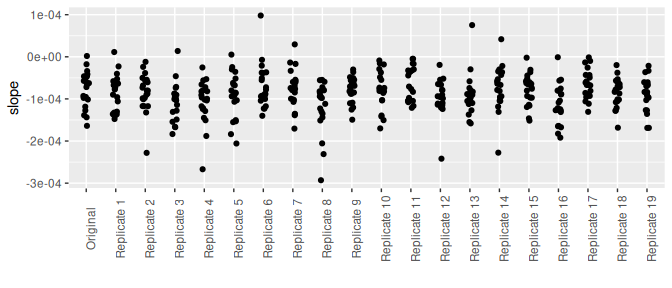 slope
1e-04
0e+00
-1e-04
-2e-04
-3e-04
Original
Replicate 1
Replicate 2
Replicate 3
Replicate 4
Replicate 5
Replicate 6
Replicate 7
Replicate 8
Replicate 9
Replicate 10
Replicate 11
Replicate 12
Replicate 13
Replicate 14
Replicate 15
Replicate 16
Replicate 17
Replicate 18
Replicate 19